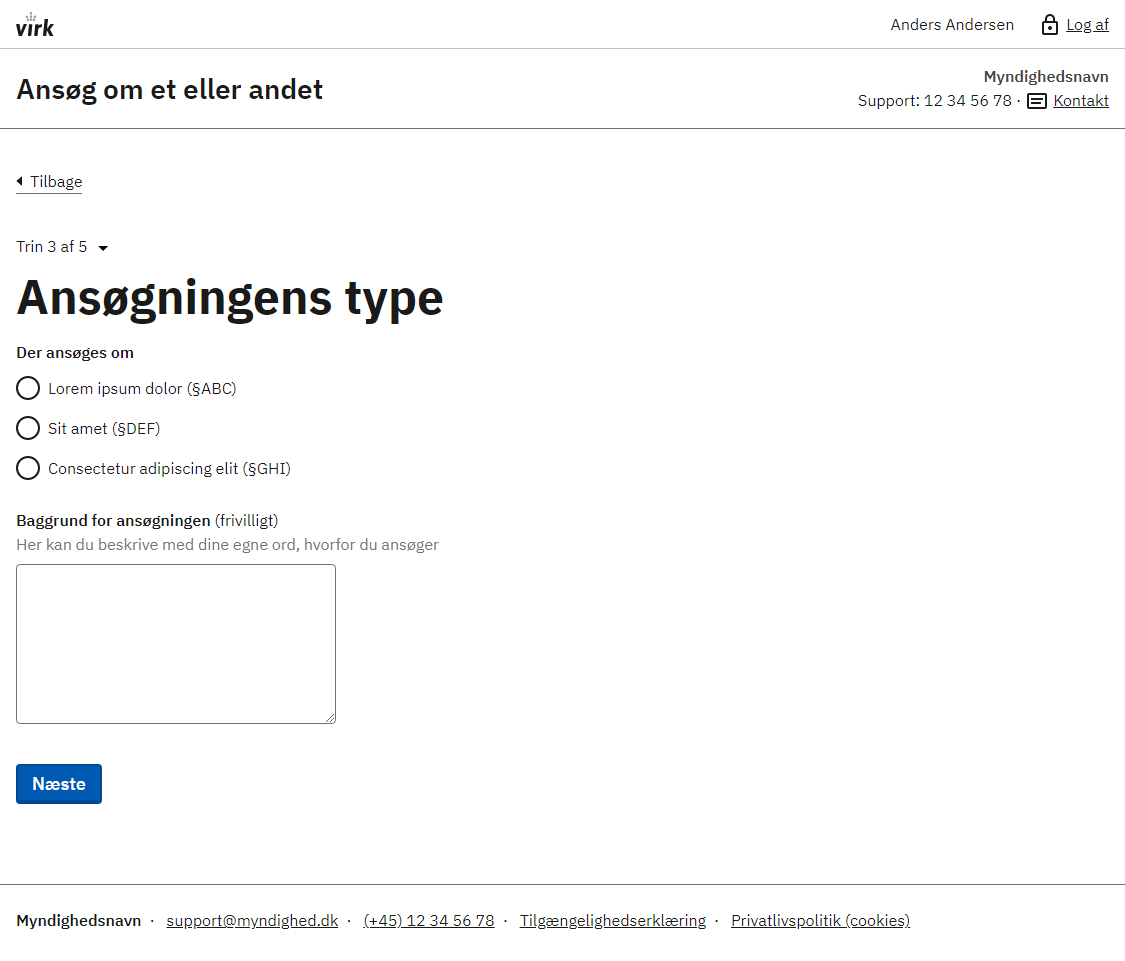 virk
Anders Andersen Log af
Ansøg om et eller andet
Myndighedsnavn
Support: 12 34 56 78 · Kontakt
Tilbage
Trin 3 af 5
Ansøgningens type
Der ansøges om
Lorem ipsum dolor (§ABC)
Sit amet (§DEF)
Consectetur adipiscing elit (§GHI)
Baggrund for ansøgningen (frivilligt)
Her kan du beskrive med dine egne ord, hvorfor du ansøger
Næste
Myndighedsnavn · support@myndighed.dk · (+45) 12 34 56 78 · Tilgængelighedserklæring · Privatlivspolitik (cookies)